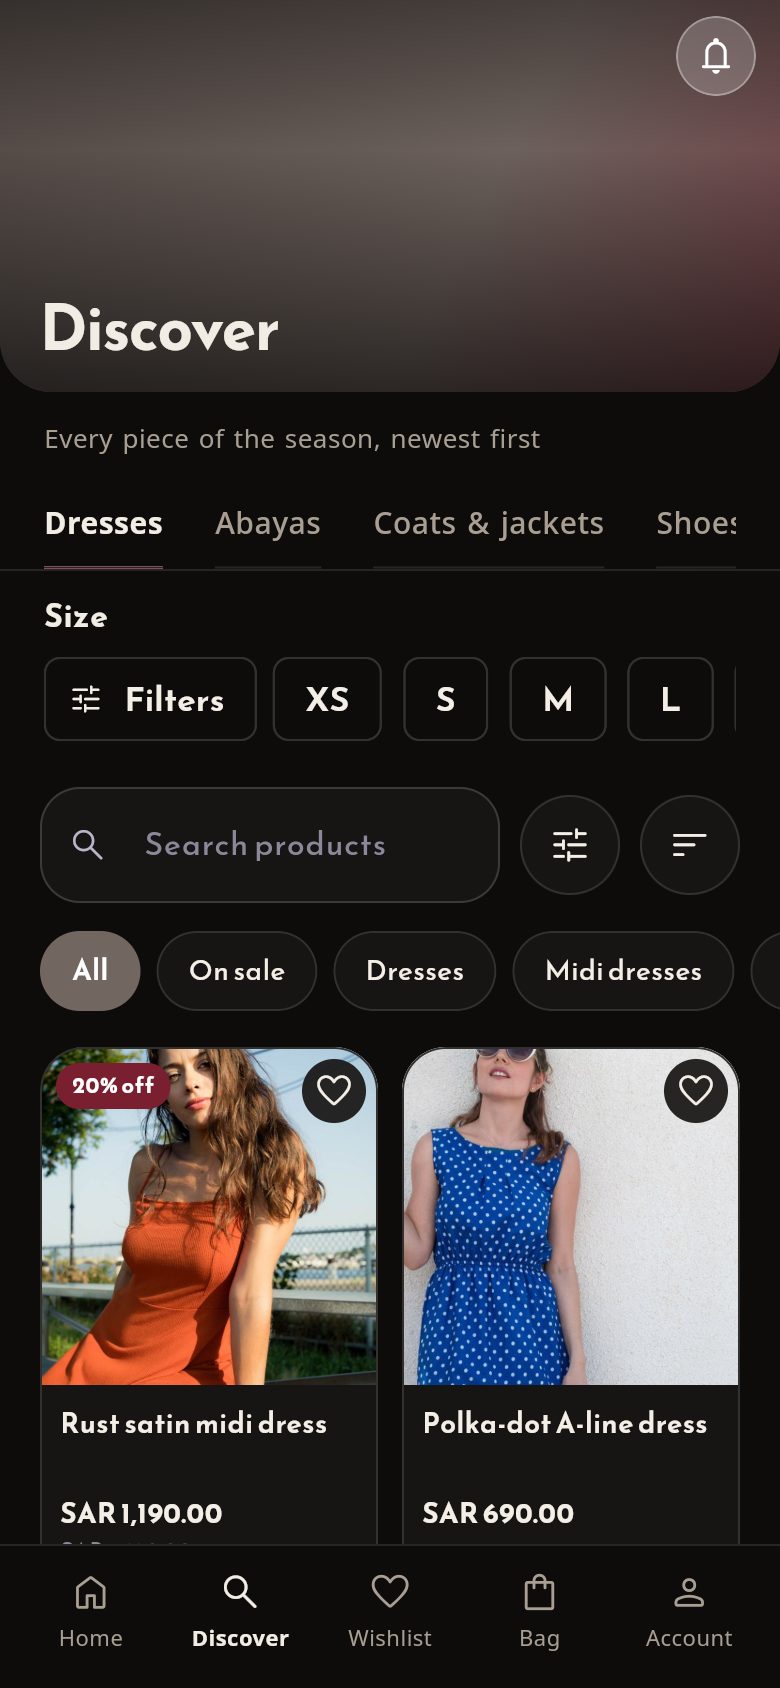 Discover
Every piece of the season, newest first
Dresses Abayas Coats & jackets Shoes
Size
Filters XS S M L
Search products
All On sale Dresses Midi dresses
20% off
Rust satin midi dress Polka-dot A-line dress
SAR 1,190.00 SAR 690.00
Home Discover Wishlist Bag Account